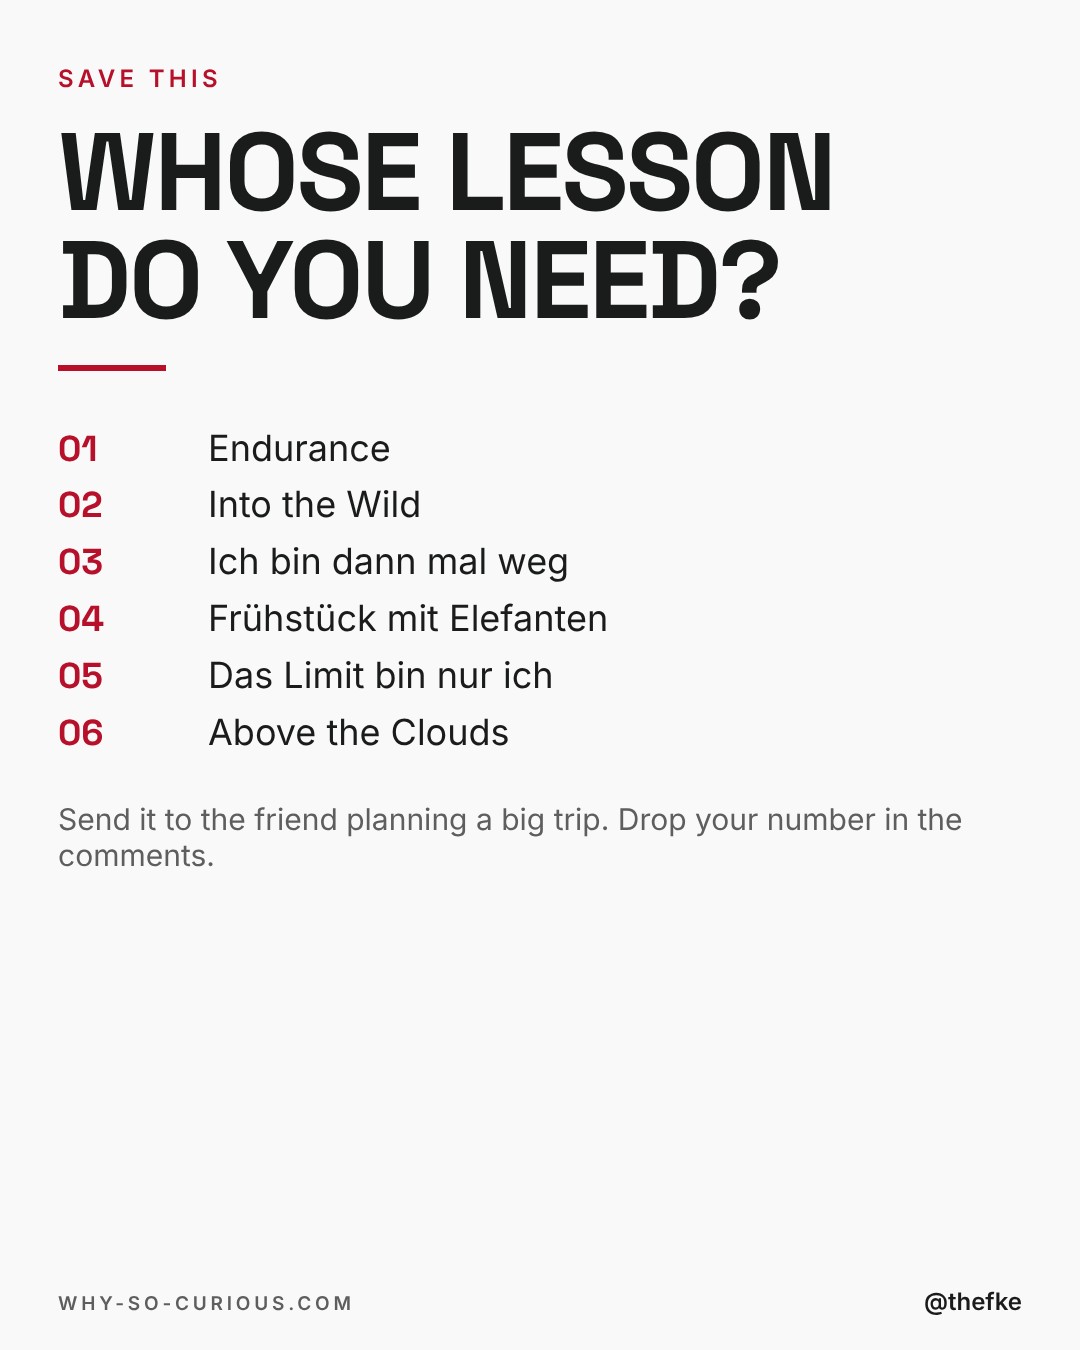 SAVE THIS
WHOSE LESSON
DO YOU NEED?
01 Endurance
02 Into the Wild
03 Ich bin dann mal weg
04 Frühstück mit Elefanten
05 Das Limit bin nur ich
06 Above the Clouds
Send it to the friend planning a big trip. Drop your number in the
comments.
WHY-SO-CURIOUS.COM @thefke